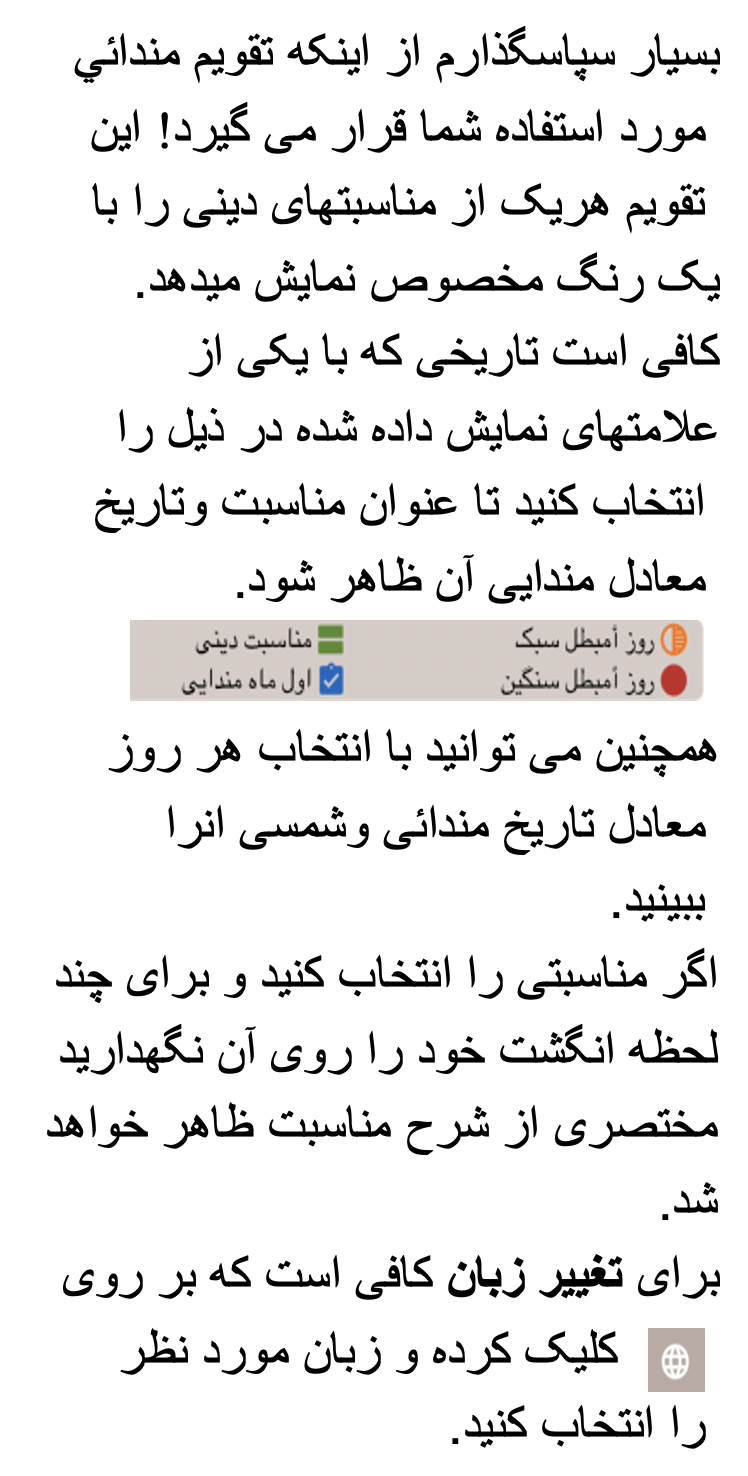 بسیار سپاسگذارم از اینکه تقویم مندائي
مورد استفاده شما قرار می گیرد! این
تقویم هریک از مناسبتهای دینی را با
یک رنگ مخصوص نمایش میدهد.
کافی است تاریخی که با یکی از
علامتهای نمایش داده شده در ذیل را
انتخاب کنید تا عنوان مناسبت وتاریخ
معادل مندایی آن ظاهر شود.
روز أمبطل سبک مناسبت دینی
روز أمبطل سنگین اول ماه مندایی
همچنین می توانید با انتخاب هر روز
معادل تاریخ مندائی وشمسی انرا
ببینید.
اگر مناسبتی را انتخاب کنید و برای چند
لحظه انگشت خود را روی آن نگهدارید
مختصری از شرح مناسبت ظاهر خواهد
شد.
برای تغییر زبان کافی است که بر روی
کلیک کرده و زبان مورد نظر
را انتخاب کنید.